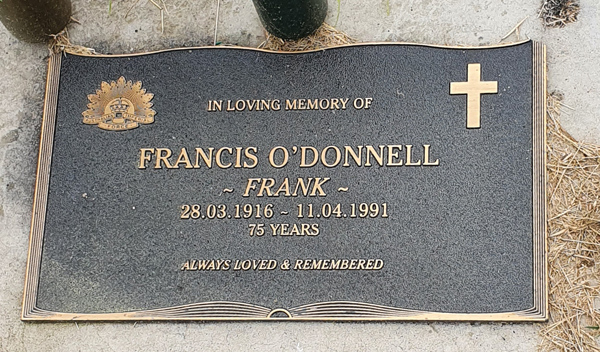 IN LOVING MEMORY OF
FRANCIS O'DONNELL
~ FRANK ~
28.03.1916 ~ 11.04.1991
75 YEARS
ALWAYS LOVED & REMEMBERED